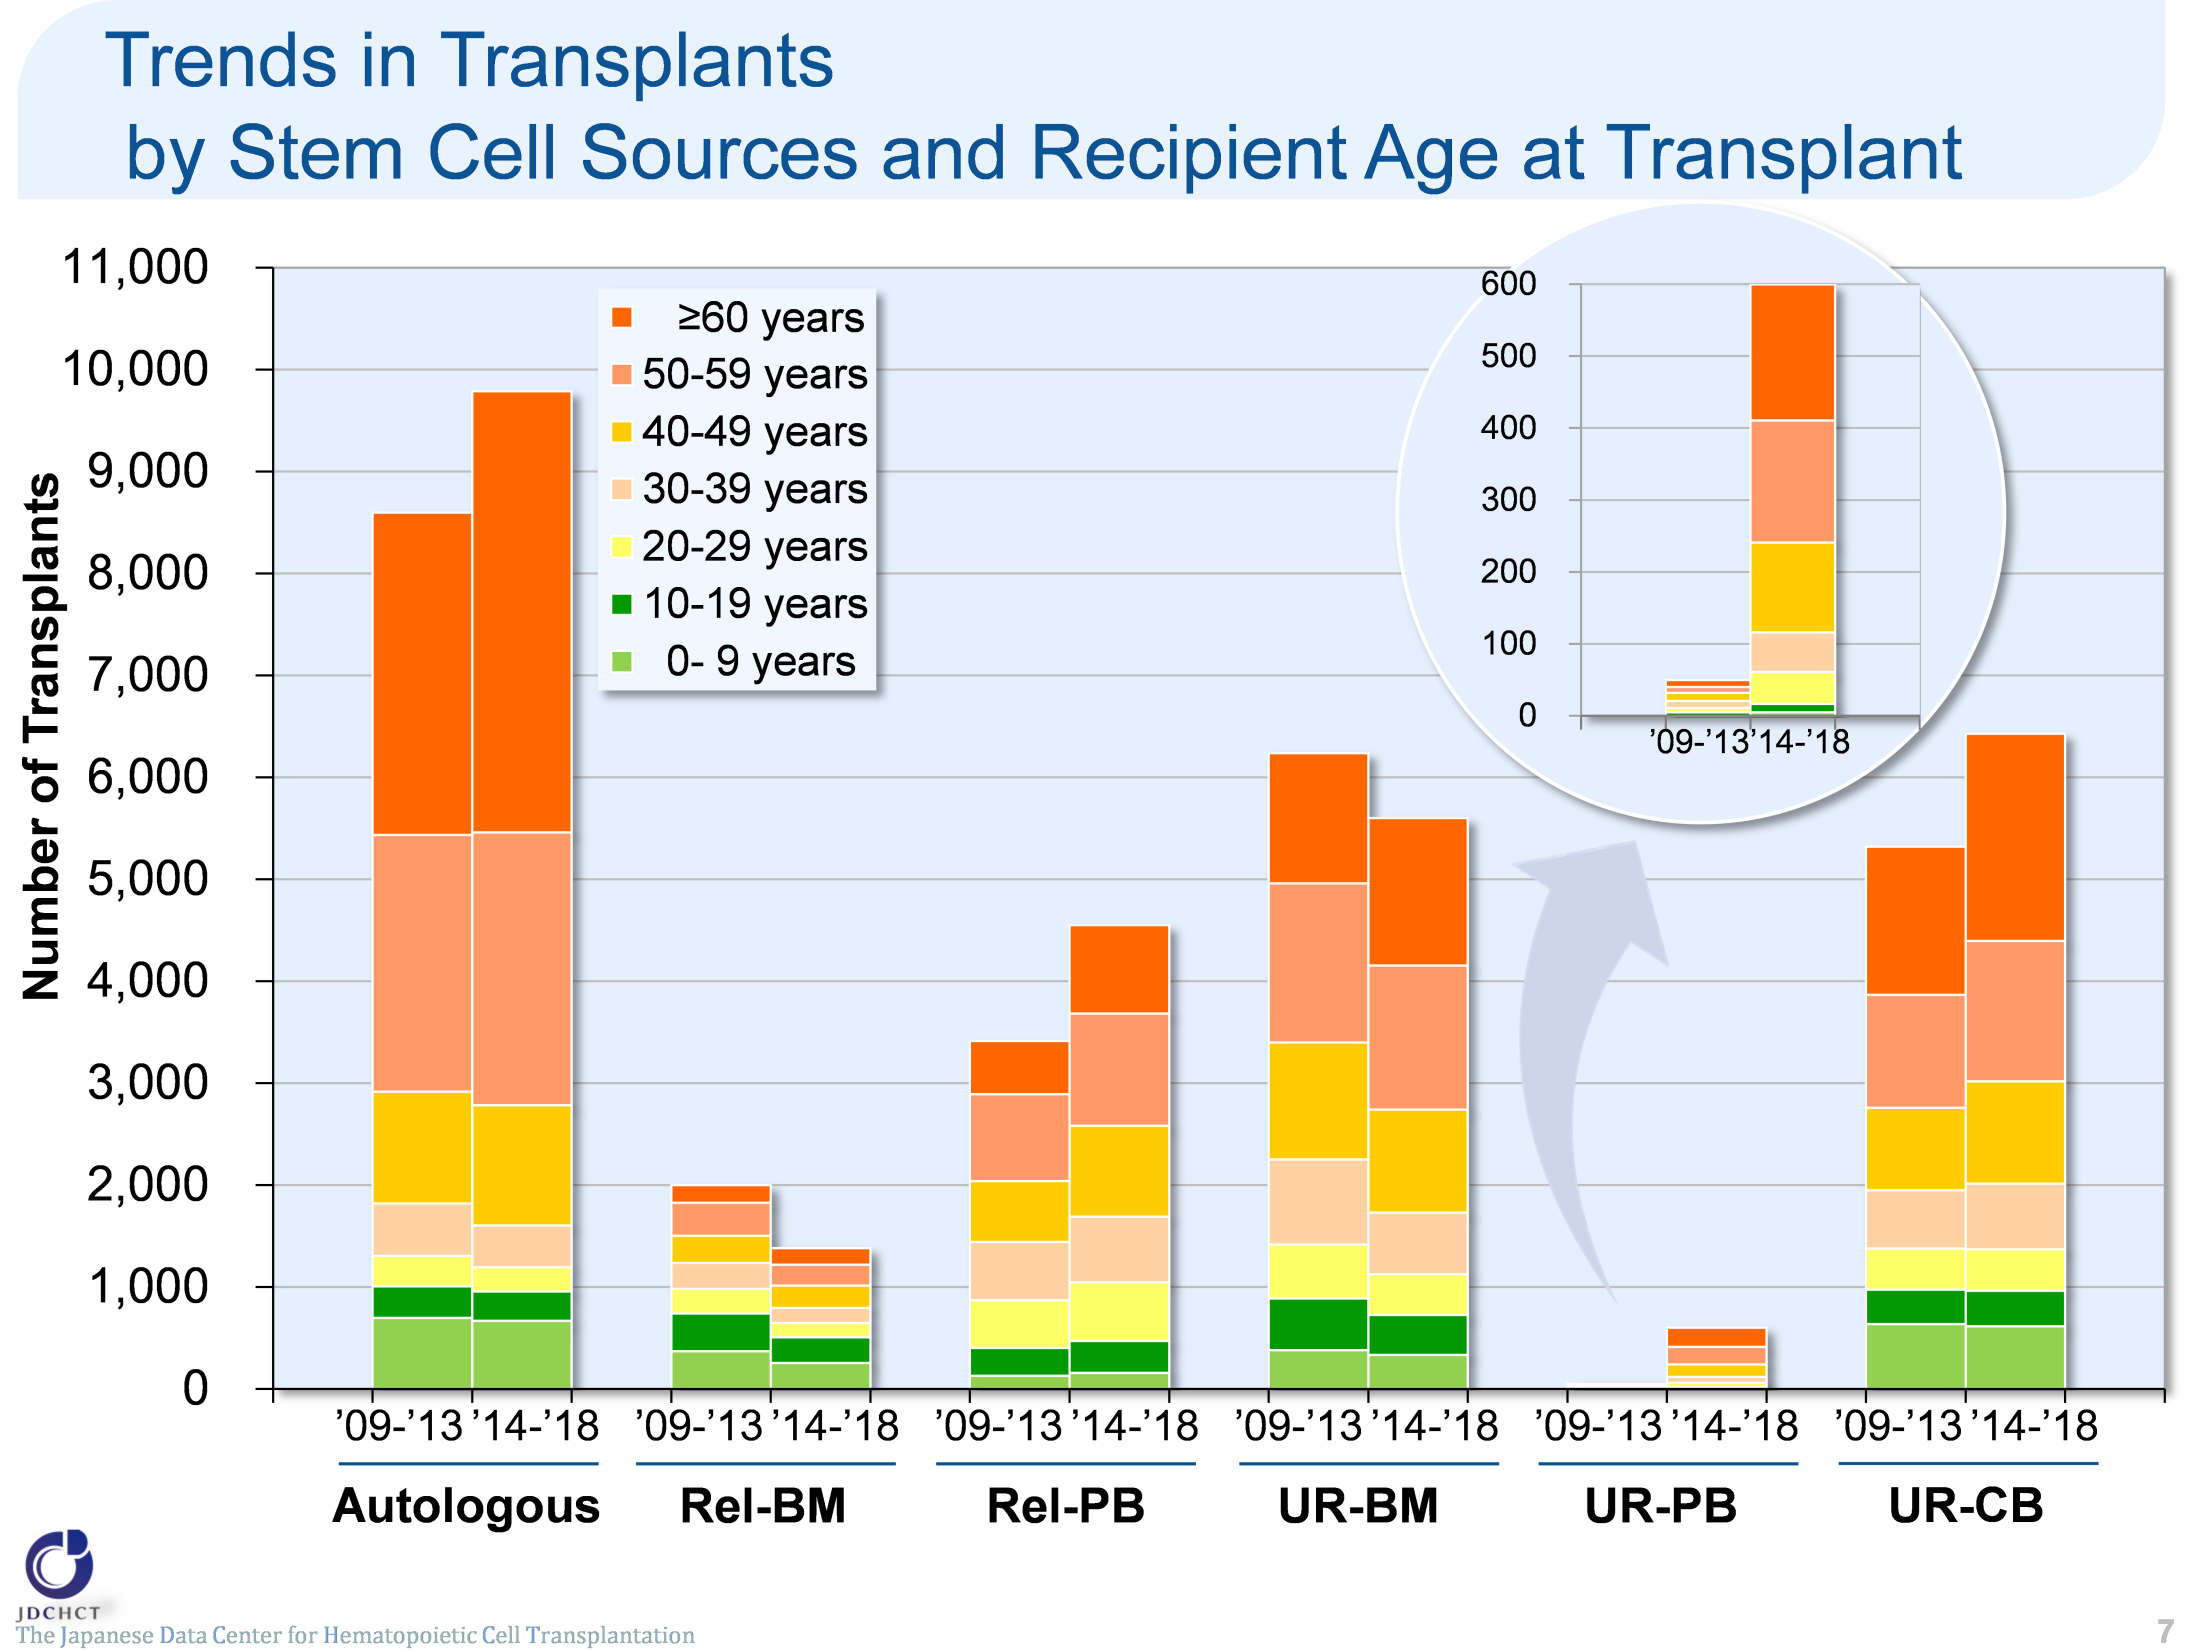 Trends in Transplants
by Stem Cell Sources and Recipient Age at Transplant
Number of Transplants
11,000
10,000
9,000
8,000
7,000
6,000
5,000
4,000
3,000
2,000
1,000
0
≥60 years
50-59 years
40-49 years
30-39 years
20-29 years
10-19 years
0- 9 years
600
500
400
300
200
100
0
’09-’13 ’14-’18
’09-’13 ’14-’18 ’09-’13 ’14-’18 ’09-’13 ’14-’18 ’09-’13 ’14-’18 ’09-’13 ’14-’18 ’09-’13 ’14-’18
Autologous Rel-BM Rel-PB UR-BM UR-PB UR-CB
JDCHCT
The Japanese Data Center for Hematopoietic Cell Transplantation
7